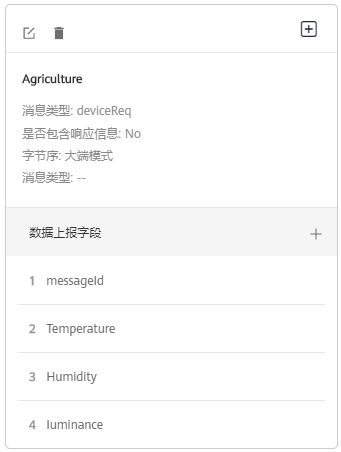 Agriculture
消息类型: deviceReq
是否包含响应信息: No
字节序: 大端模式
消息类型: --
数据上报字段
1 messageId
2 Temperature
3 Humidity
4 luminance